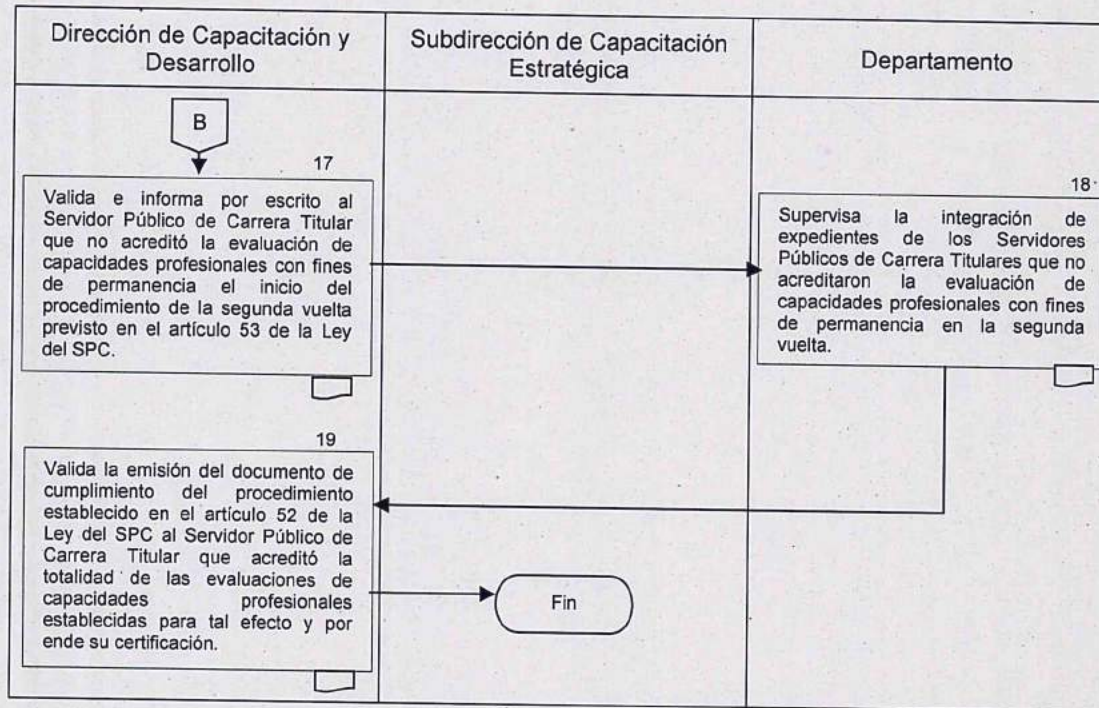 Dirección de Capacitación y
Desarrollo
Subdirección de Capacitación
Estratégica
Departamento
B
17
Valida e informa por escrito al
Servidor Público de Carrera Titular
que no acreditó la evaluación de
capacidades profesionales con fines
de permanencia el inicio del
procedimiento de la segunda vuelta
previsto en el artículo 53 de la Ley
del SPC.
18
Supervisa la integración de
expedientes de los Servidores
Públicos de Carrera Titulares que no
acreditaron la evaluación de
capacidades profesionales con fines
de permanencia en la segunda
vuelta.
19
Valida la emisión del documento de
cumplimiento del procedimiento
establecido en el artículo 52 de la
Ley del SPC al Servidor Público de
Carrera Titular que acreditó la
totalidad de las evaluaciones de
capacidades profesionales
establecidas para tal efecto y por
ende su certificación.
Fin